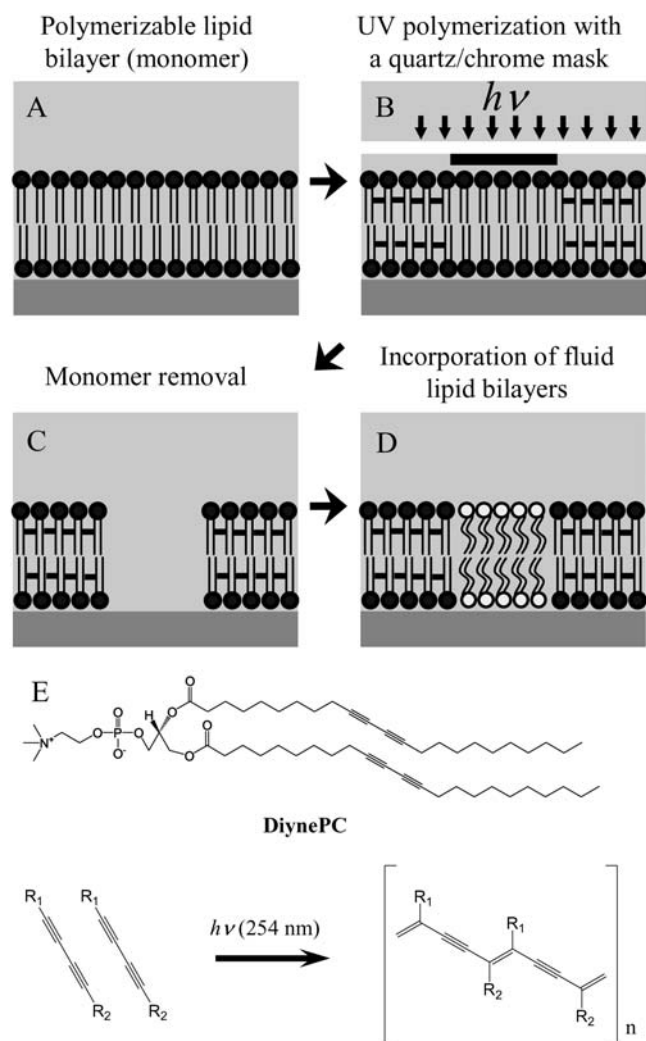 Polymerizable lipid
bilayer (monomer)
UV polymerization with
a quartz/chrome mask
A
B
hν
Monomer removal
Incorporation of fluid
lipid bilayers
C
D
E
N+
O
P
O
O-
O
H
O
O
O
O
DiynePC
R1
R1
R2
R2
hν (254 nm)
R1
R1
R2
R2
n